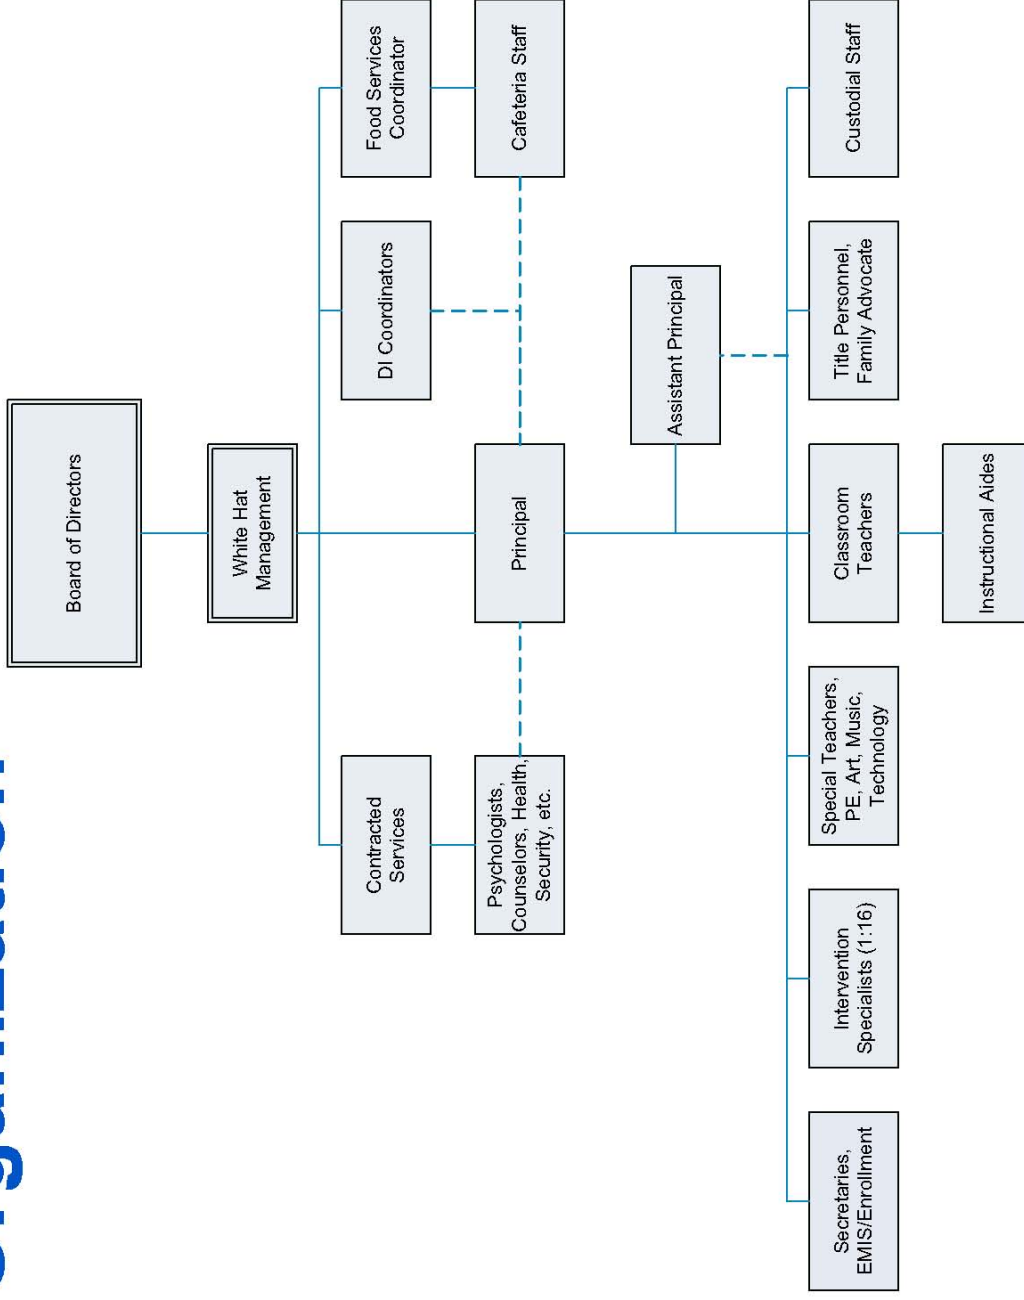 Organization
Board of Directors
White Hat
Management
Contracted
Services
DI Coordinators
Food Services
Coordinator
Psychologists,
Counselors, Health,
Security, etc.
Principal
Cafeteria Staff
Assistant Principal
Secretaries,
EMIS/Enrollment
Intervention
Specialists (1:16)
Special Teachers,
PE, Art, Music,
Technology
Classroom
Teachers
Title Personnel,
Family Advocate
Custodial Staff
Instructional Aides